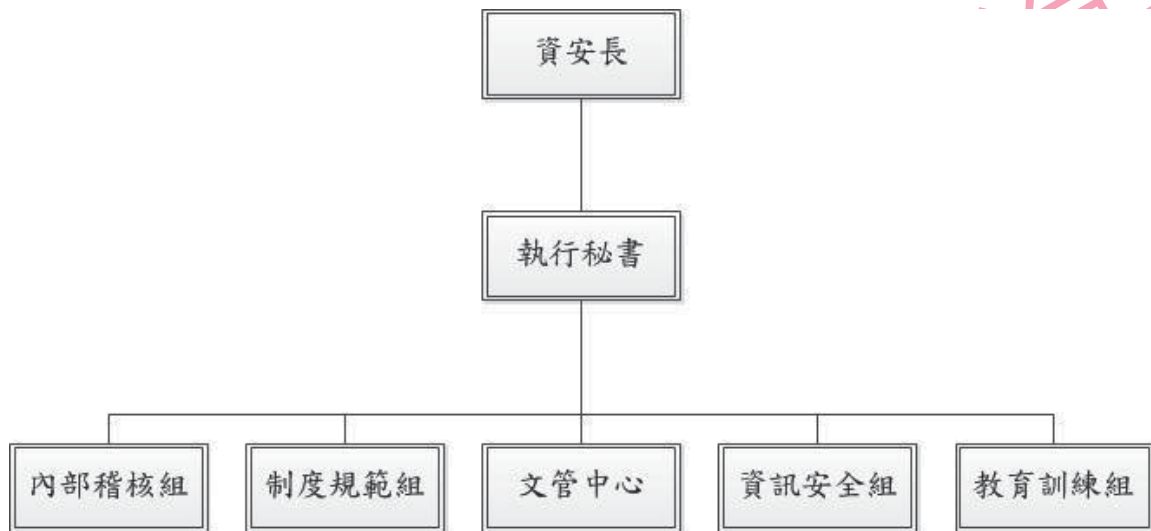 資安長
執行秘書
內部稽核組
制度規範組
文管中心
資訊安全組
教育訓練組